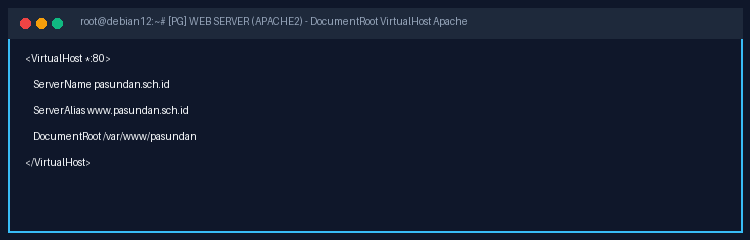 root@debian12:~# [PG] WEB SERVER (APACHE2) - DocumentRoot VirtualHost Apache
<VirtualHost *:80>
ServerName pasundan.sch.id
ServerAlias www.pasundan.sch.id
DocumentRoot /var/www/pasundan
</VirtualHost>